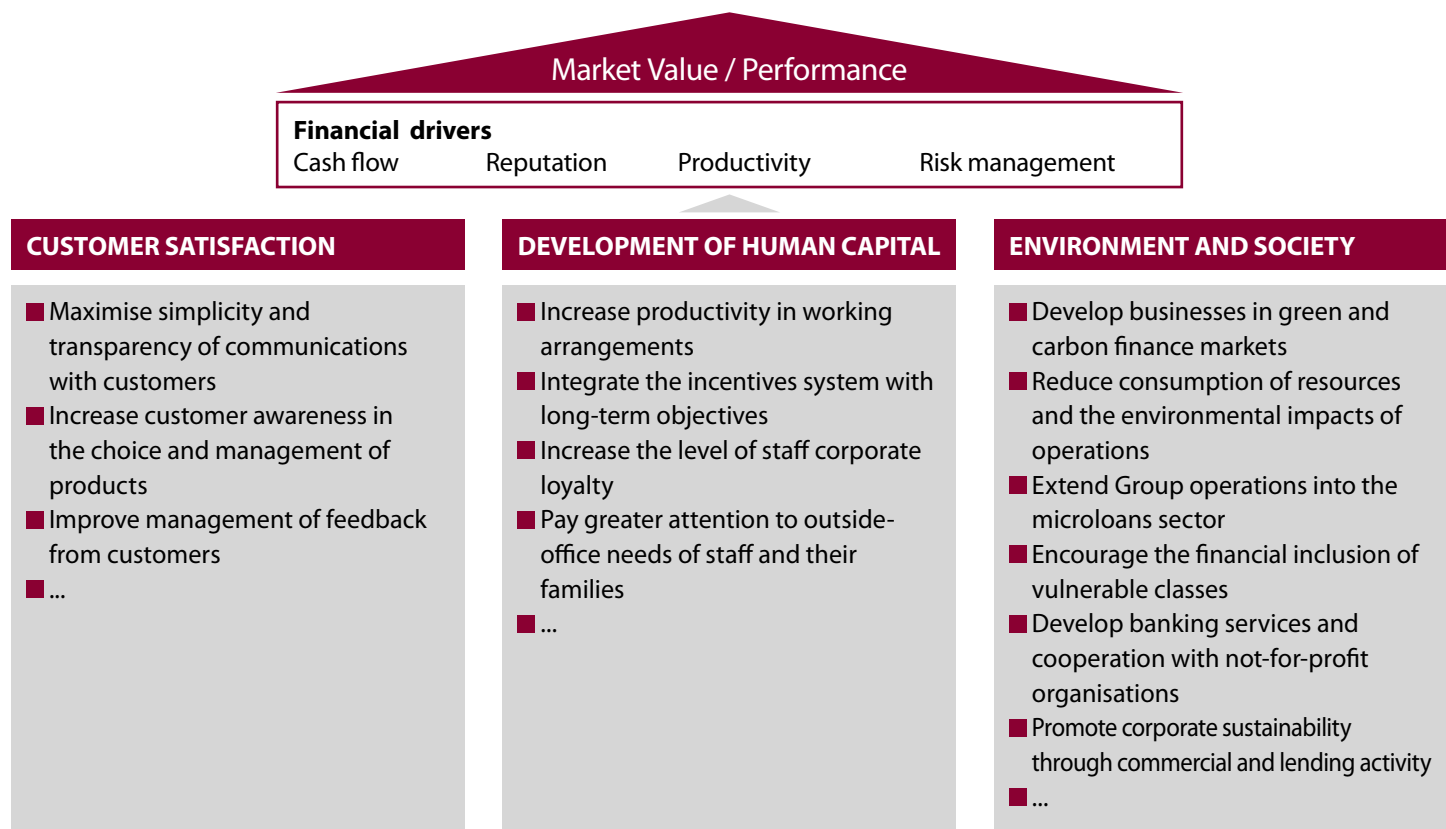 Market Value / Performance
Financial drivers
Cash flow Reputation Productivity Risk management
CUSTOMER SATISFACTION
Maximise simplicity and
transparency of communications
with customers
Increase customer awareness in
the choice and management of
products
Improve management of feedback
from customers
...
DEVELOPMENT OF HUMAN CAPITAL
Increase productivity in working
arrangements
Integrate the incentives system with
long-term objectives
Increase the level of staff corporate
loyalty
Pay greater attention to outside-
office needs of staff and their
families
...
ENVIRONMENT AND SOCIETY
Develop businesses in green and
carbon finance markets
Reduce consumption of resources
and the environmental impacts of
operations
Extend Group operations into the
microloans sector
Encourage the financial inclusion of
vulnerable classes
Develop banking services and
cooperation with not-for-profit
organisations
Promote corporate sustainability
through commercial and lending activity
...